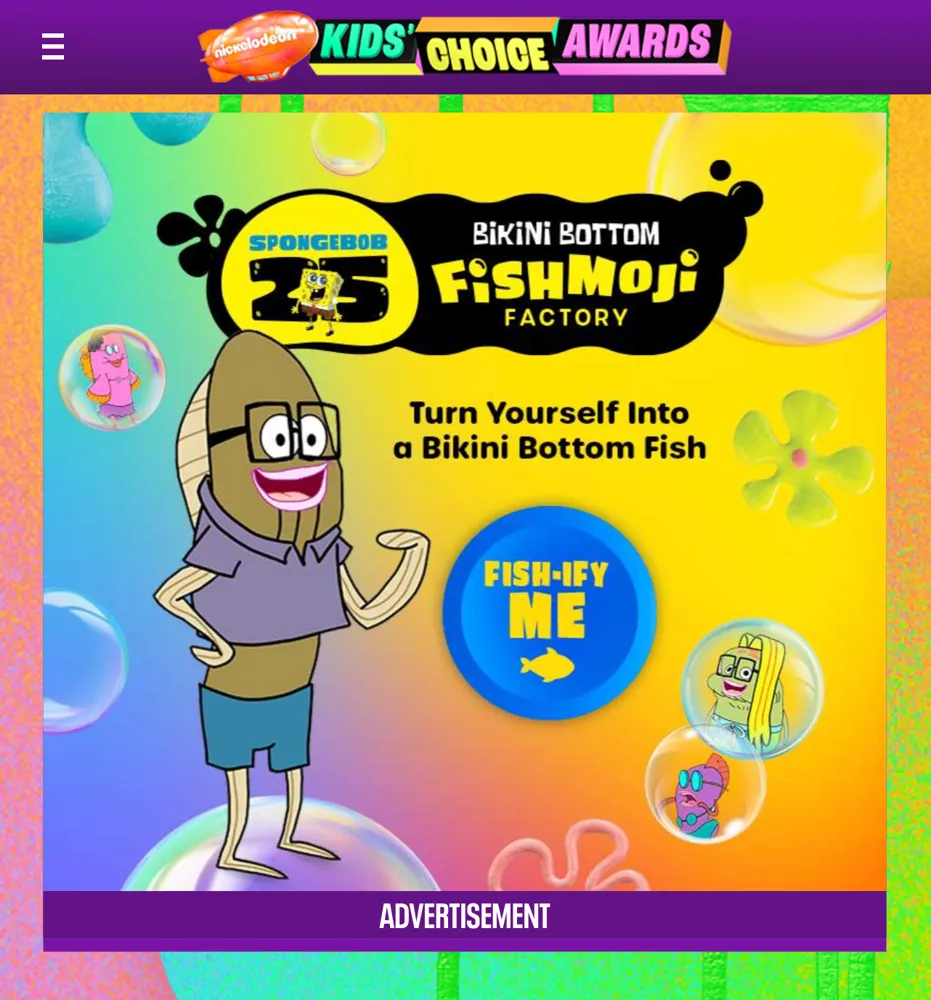 nickelodeon
KIDS' CHOICE AWARDS
SPONGEBOB
25
BIKINI BOTTOM
FISHMOJI
FACTORY
Turn Yourself Into
a Bikini Bottom Fish
FISH-IFY
ME
ADVERTISEMENT